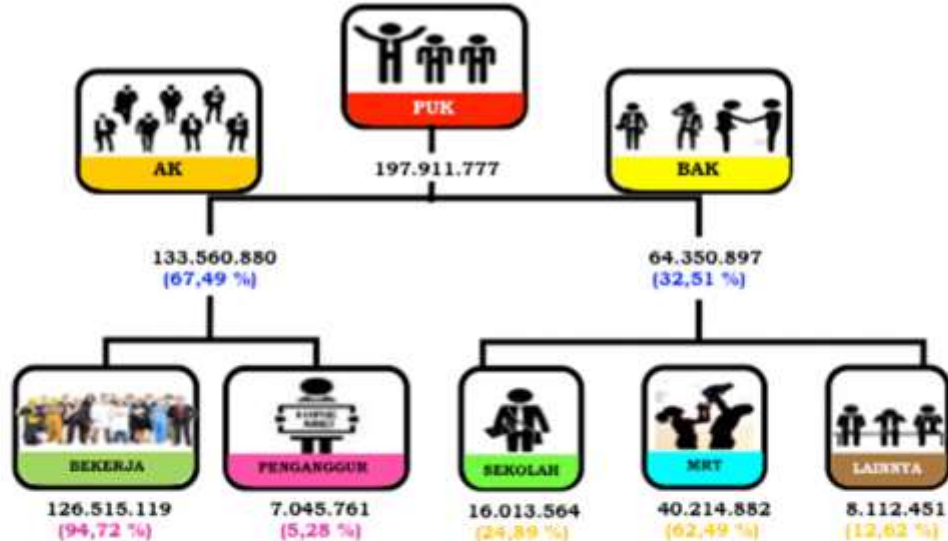 PUK
AK
197.911.777
BAK
133.560.880
(67,49 %)
64.350.897
(32,51 %)
BEKERJA
PENGANGGUR
SEKOLAH
MRT
LAINNYA
126.515.119
(94,72 %)
7.045.761
(5,28 %)
16.013.564
(24,89 %)
40.214.882
(62,49 %)
8.112.451
(12,62 %)